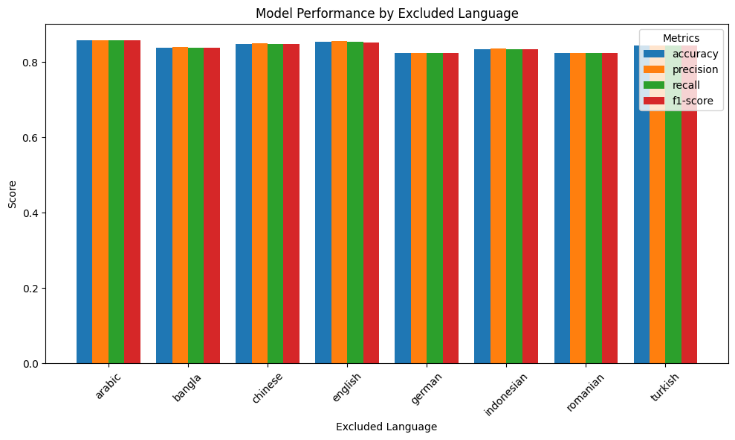 Model Performance by Excluded Language
Metrics
accuracy
precision
recall
f1-score
Score
0.8
0.6
0.4
0.2
0.0
arabic
bangla
chinese
english
german
indonesian
romanian
turkish
Excluded Language